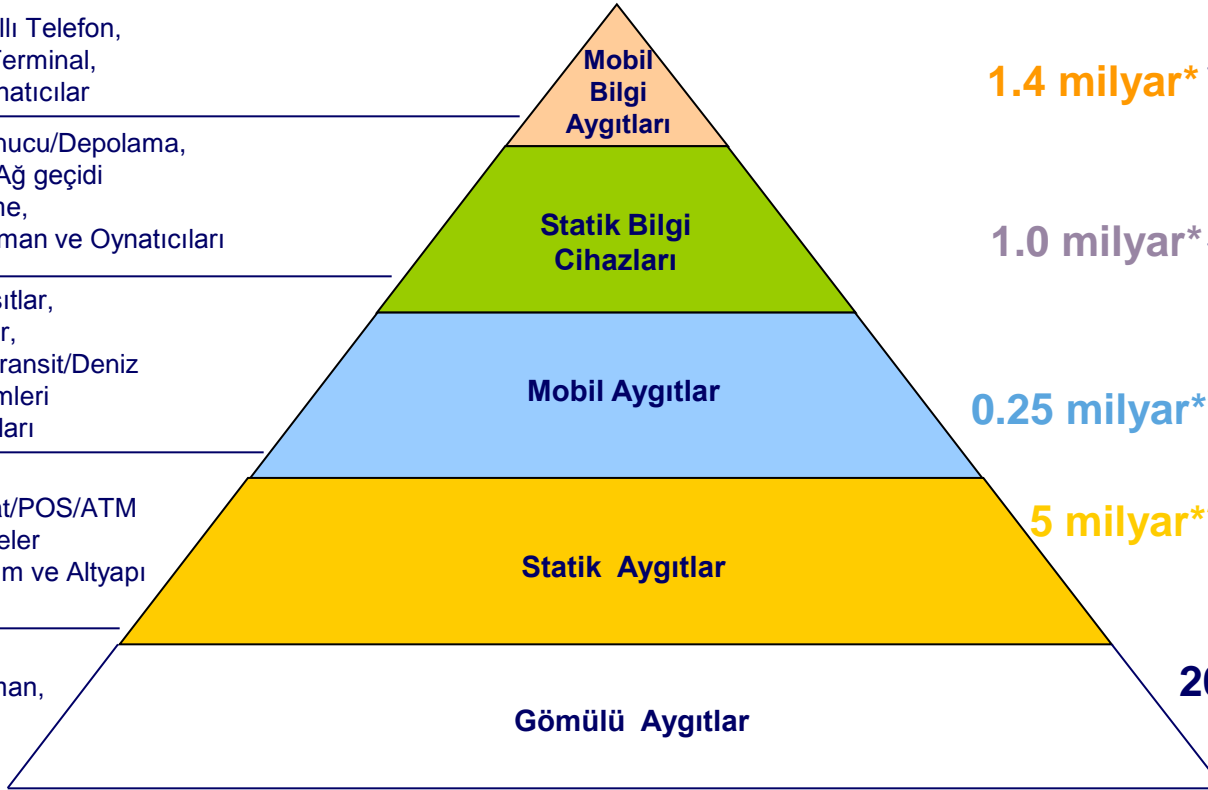 llı Telefon,
Terminal,
natıcılar
Mobil
Bilgi
Aygıtları
1.4 milyar*
nucu/Depolama,
Ağ geçidi
ne,
man ve Oynatıcıları
Statik Bilgi
Cihazları
1.0 milyar*
sıtlar,
r,
ransit/Deniz
mleri
ları
Mobil Aygıtlar
0.25 milyar*
at/POS/ATM
eler
m ve Altyapı
Statik Aygıtlar
5 milyar*
nan,
Gömülü Aygıtlar